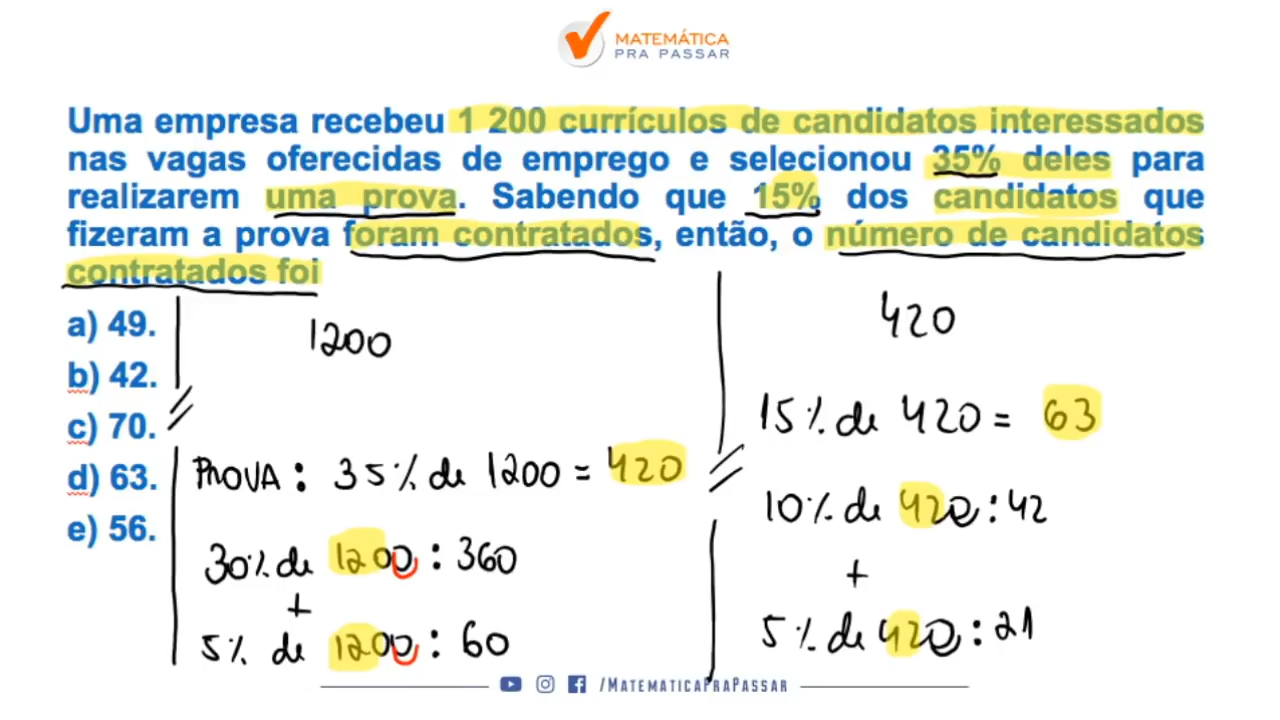 MATEMÁTICA
PRA PASSAR
Uma empresa recebeu 1 200 currículos de candidatos interessados
nas vagas oferecidas de emprego e selecionou 35% deles para
realizarem uma prova. Sabendo que 15% dos candidatos que
fizeram a prova foram contratados, então, o número de candidatos
contratados foi
a) 49.
b) 42.
c) 70.
d) 63.
e) 56.
1200
PROVA: 35% de 1200 = 420
30% de 1200 : 360
+
5% de 1200 : 60
420
15% de 420 = 63
10% de 420 : 42
+
5% de 420 : 21
/MATEMATICAPRAPASSAR